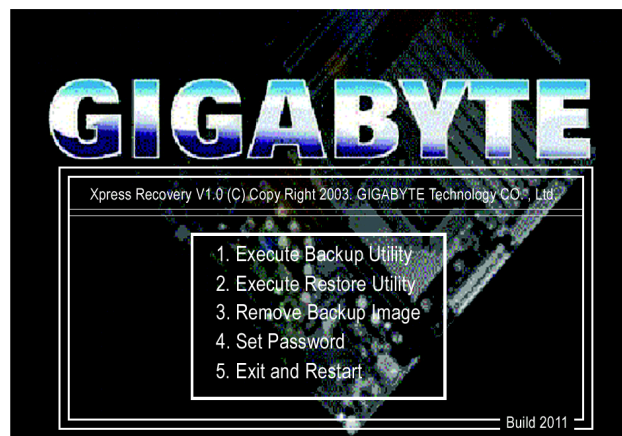 GIGABYTE
Xpress Recovery V1.0 (C) Copy Right 2003. GIGABYTE Technology CO. , Ltd.
1. Execute Backup Utility
2. Execute Restore Utility
3. Remove Backup Image
4. Set Password
5. Exit and Restart
Build 2011